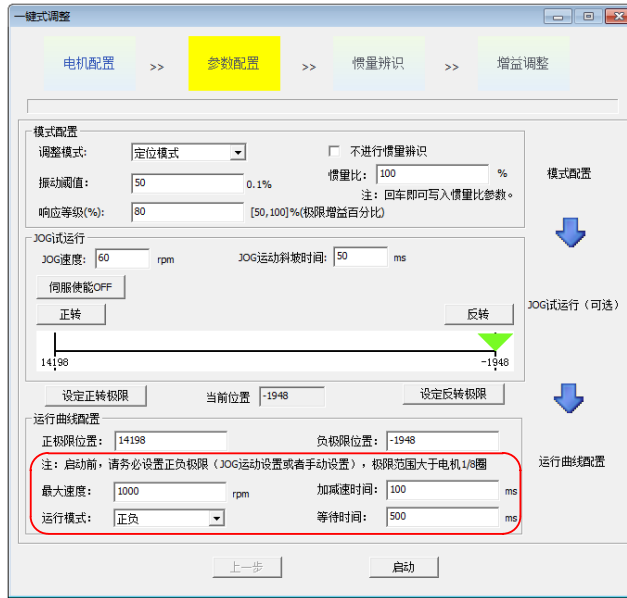 一键式调整
电机配置 >> 参数配置 >> 惯量辨识 >> 增益调整
模式配置
调整模式: 定位模式 不进行惯量辨识
惯量比: 100 %
振动阈值: 50 0.1%
注: 回车即可写入惯量比参数。
响应等级(%): 80 [50,100]%(极限增益百分比)
模式配置
JOG试运行
JOG速度: 60 rpm JOG运动斜坡时间: 50 ms
伺服使能OFF
正转 反转
JOG试运行（可选）
14198 -1948
设定正转极限 当前位置 -1948 设定反转极限
运行曲线配置
正极限位置: 14198 负极限位置: -1948
注: 启动前, 请务必设置正负极限（JOG运动设置或者手动设置）, 极限范围大于电机1/8圈
运行曲线配置
最大速度: 1000 rpm 加减速时间: 100 ms
运行模式: 正负 等待时间: 500 ms
上一步 启动